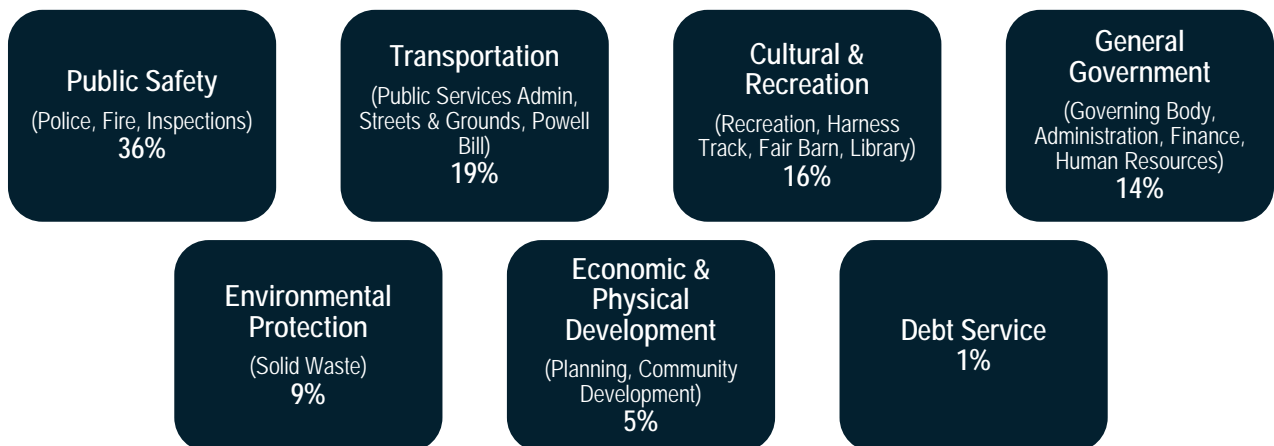 Public Safety
(Police, Fire, Inspections)
36%
Transportation
(Public Services Admin,
Streets & Grounds, Powell
Bill)
19%
Cultural &
Recreation
(Recreation, Harness
Track, Fair Barn, Library)
16%
General
Government
(Governing Body,
Administration, Finance,
Human Resources)
14%
Environmental
Protection
(Solid Waste)
9%
Economic &
Physical
Development
(Planning, Community
Development)
5%
Debt Service
1%